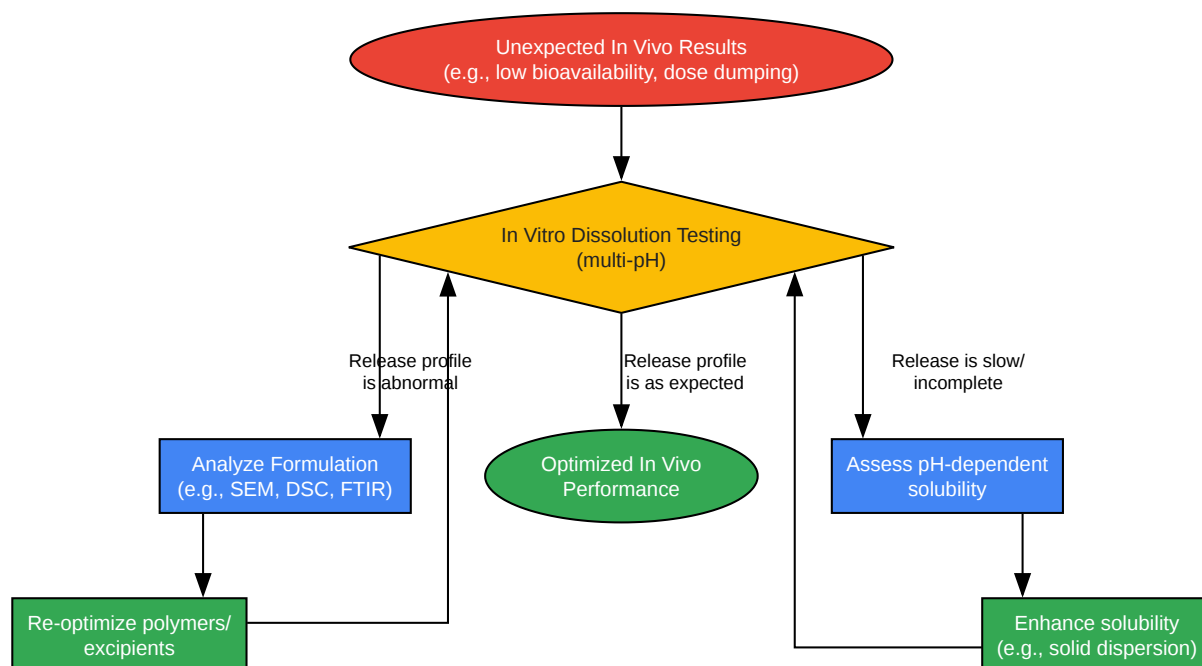 Unexpected In Vivo Results
(e.g., low bioavailability, dose dumping)
In Vitro Dissolution Testing
(multi-pH)
Release profile
is abnormal
Release profile
is as expected
Release is slow/
incomplete
Analyze Formulation
(e.g., SEM, DSC, FTIR)
Optimized In Vivo
Performance
Assess pH-dependent
solubility
Re-optimize polymers/
excipients
Enhance solubility
(e.g., solid dispersion)